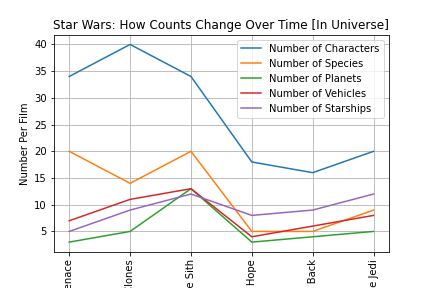 Star Wars: How Counts Change Over Time [In Universe]
Number of Characters
Number of Species
Number of Planets
Number of Vehicles
Number of Starships
Number Per Film
40
35
30
25
20
15
10
5
Hope
Back
e Jedi
e Sith